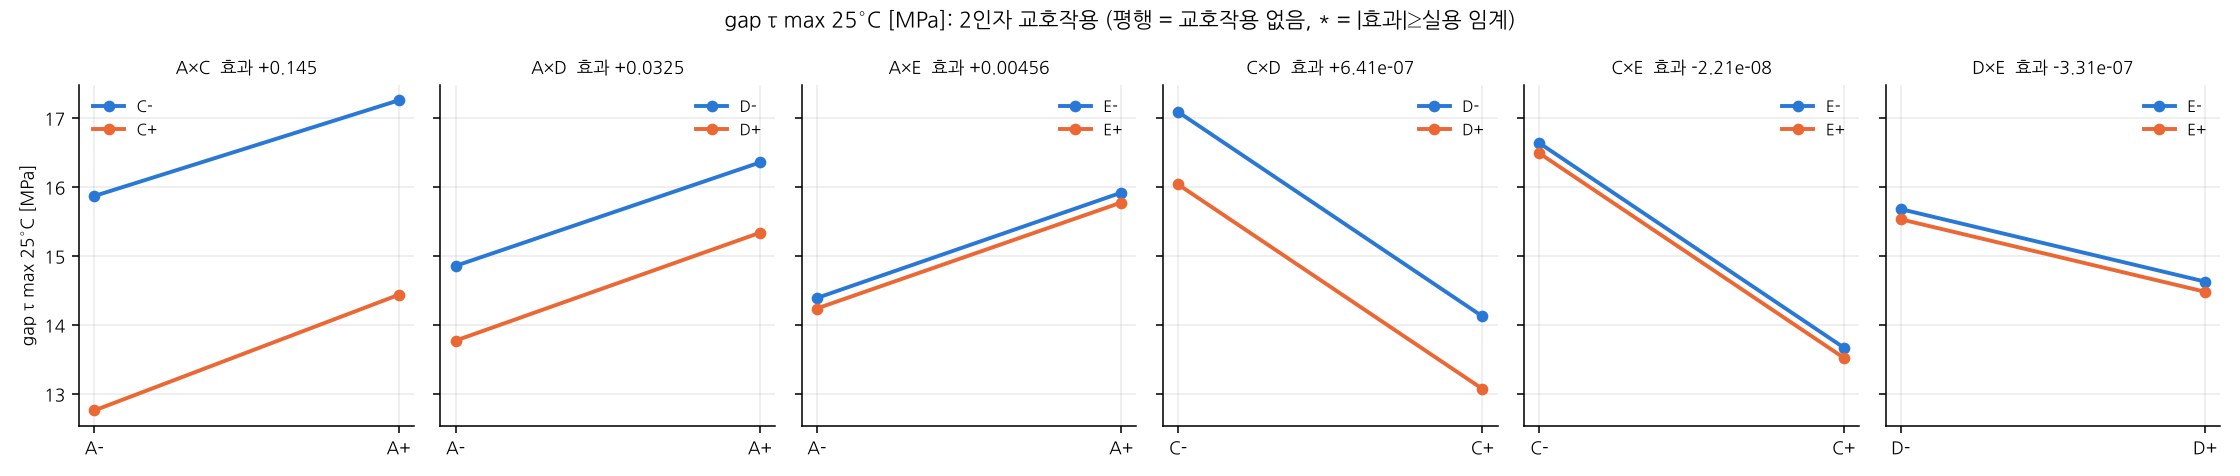 gap τ max 25°C [MPa]: 2인자 교호작용 (평행 = 교호작용 없음, * = |효과|≥실용 임계)
A×C 효과 +0.145
A×D 효과 +0.0325
A×E 효과 +0.00456
C×D 효과 +6.41e-07
C×E 효과 -2.21e-08
D×E 효과 -3.31e-07
gap τ max 25°C [MPa]
17
16
15
14
13
C-
C+
A-
A+
D-
D+
A-
A+
E-
E+
A-
A+
D-
D+
C-
C+
E-
E+
C-
C+
E-
E+
D-
D+